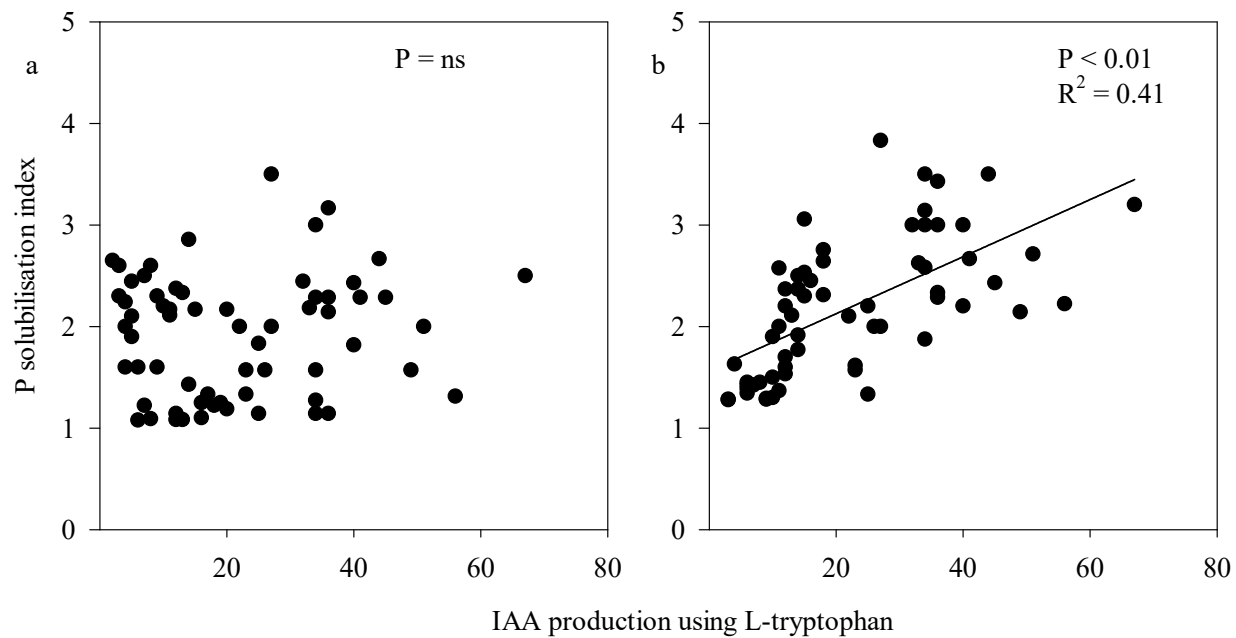 a
P = ns
b
P < 0.01
R² = 0.41
P solubilisation index
5
4
3
2
1
0
5
4
3
2
1
0
20 40 60 80
20 40 60 80
IAA production using L-tryptophan